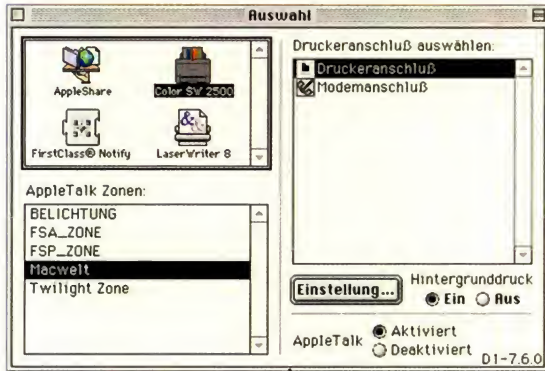 Auswahl
AppleShare
Color SW 2500
FirstClass® Notify
LaserWriter 8
AppleTalk Zonen:
BELICHTUNG
FSA_ZONE
FSP_ZONE
Macwelt
Twilight Zone
Druckeranschluß auswählen:
Druckeranschluß
Modemanschluß
Einstellung...
Hintergrunddruck
Ein Aus
AppleTalk
Aktiviert
Deaktiviert
D1-7.6.0